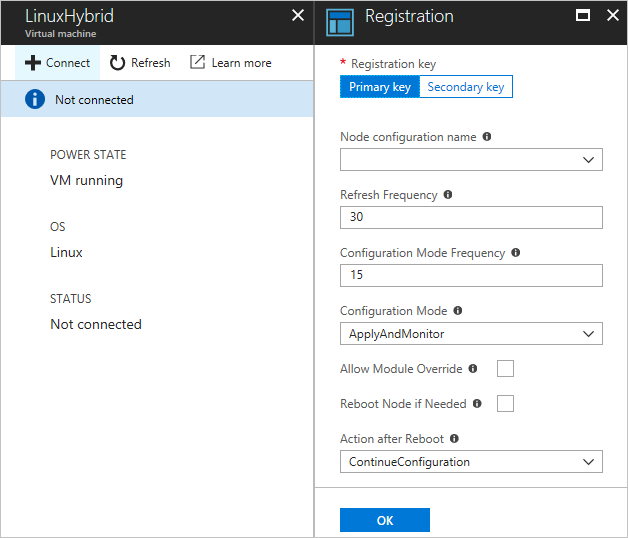 LinuxHybrid
Virtual machine
Connect
Refresh
Learn more
Not connected
POWER STATE
VM running
OS
Linux
STATUS
Not connected
Registration
* Registration key
Primary key
Secondary key
Node configuration name
Refresh Frequency
30
Configuration Mode Frequency
15
Configuration Mode
ApplyAndMonitor
Allow Module Override
Reboot Node if Needed
Action after Reboot
ContinueConfiguration
OK